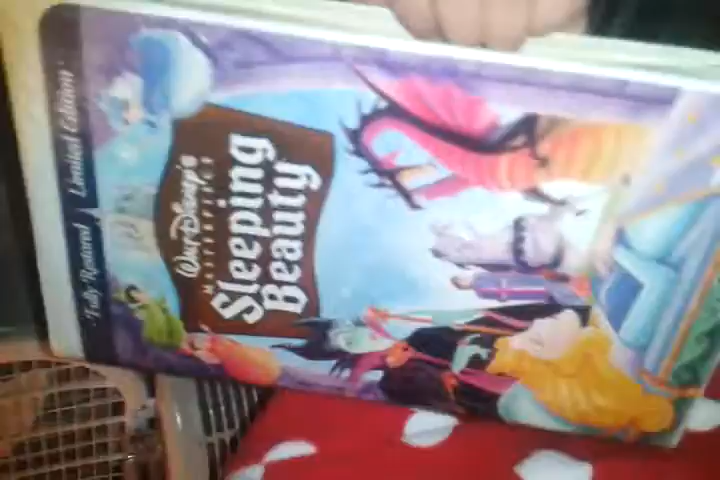 Fully Restored Limited Edition
Walt Disney's
MASTERPIECE
Sleeping
Beauty